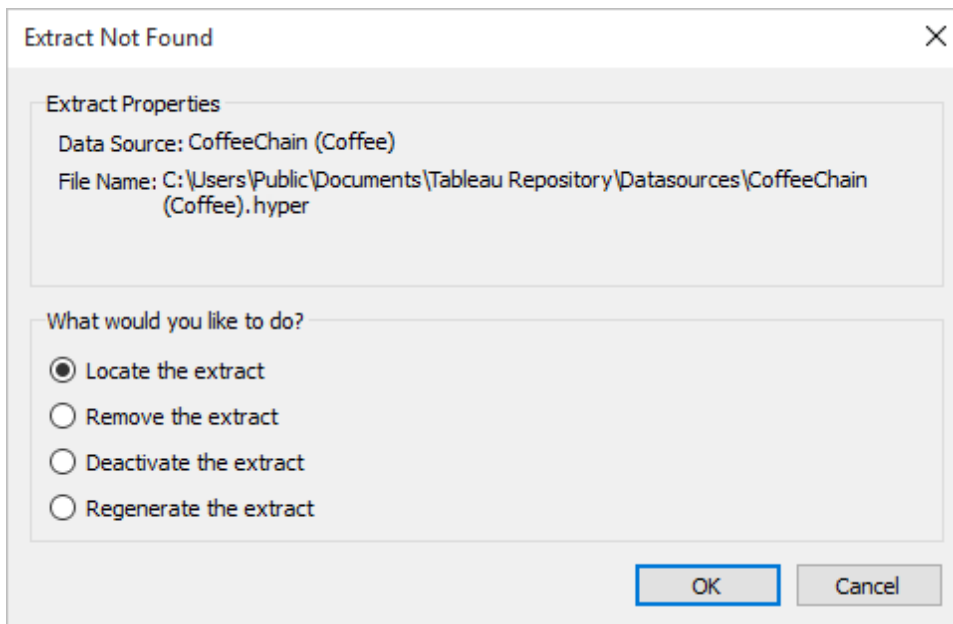 Extract Not Found
Extract Properties
Data Source: CoffeeChain (Coffee)
File Name: C:\Users\Public\Documents\Tableau Repository\Datasources\CoffeeChain
(Coffee).hyper
What would you like to do?
Locate the extract
Remove the extract
Deactivate the extract
Regenerate the extract
OK Cancel